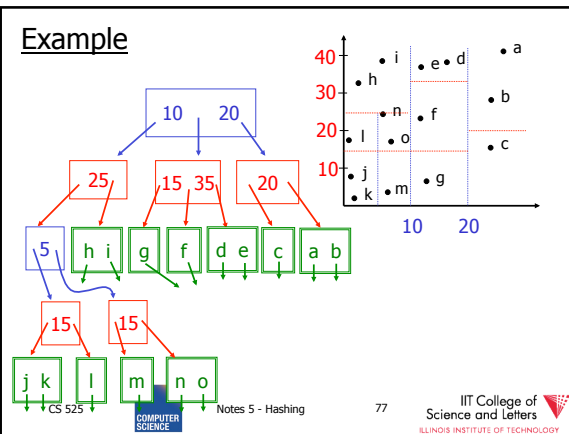 Example
10 20
25
15 35
20
5
h i
g
f
d e
c
a b
15
15
j k
l
m
n o
40
30
20
10
10 20
a
i
e
d
h
b
n
f
l
o
c
j
g
k
m
CS 525
COMPUTER
SCIENCE
Notes 5 - Hashing
77
IIT College of
Science and Letters
ILLINOIS INSTITUTE OF TECHNOLOGY